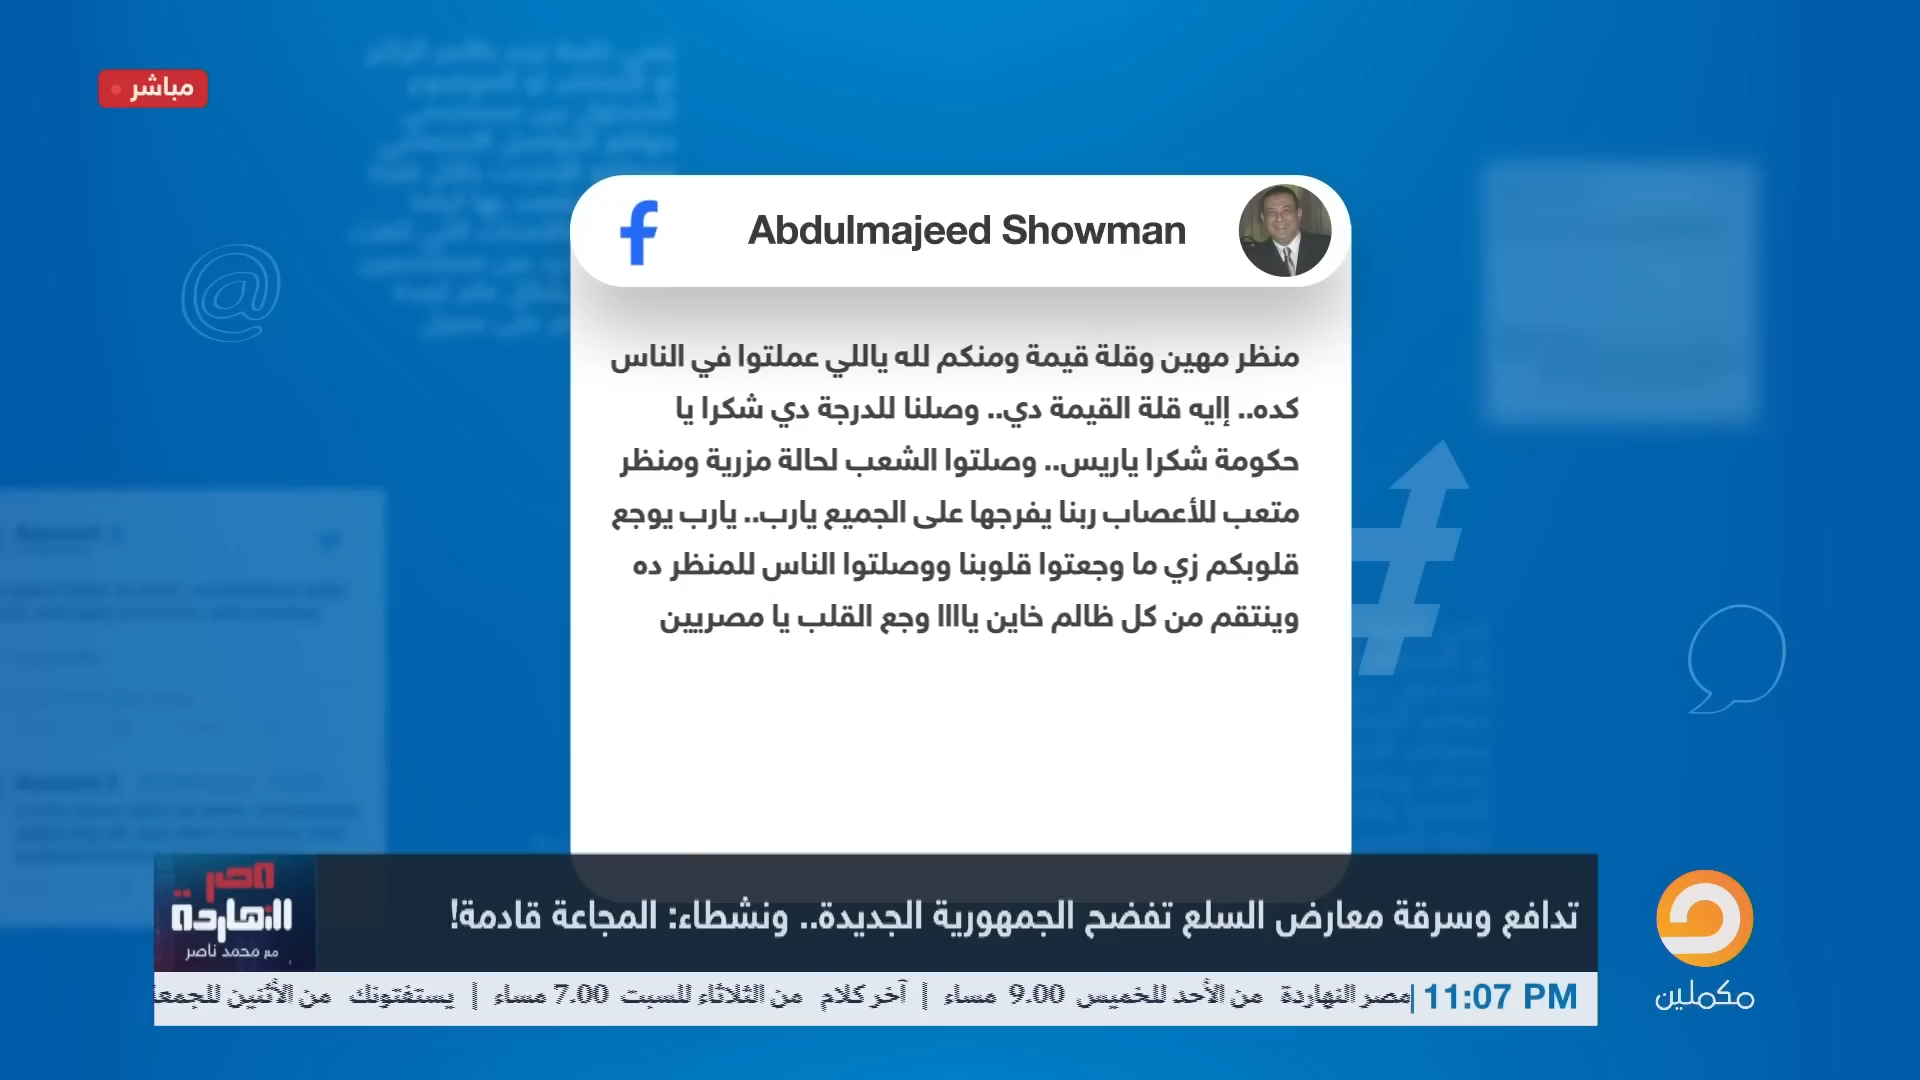 مباشر
Abdulmajeed Showman
منظر مهين وقلة قيمة ومنكم لله ياللي عملتوا في الناس
كده.. إايه قلة القيمة دي.. وصلنا للدرجة دي شكرا يا
حكومة شكرا ياريس.. وصلتوا الشعب لحالة مزرية ومنظر
متعب للأعصاب ربنا يفرجها على الجميع يارب.. يارب يوجع
قلوبكم زي ما وجعتوا قلوبنا ووصلتوا الناس للمنظر ده
وينتقم من كل ظالم خاين ياااا وجع القلب يا مصريين
مصر النهاردة
مع محمد ناصر
تدافع وسرقة معارض السلع تفضح الجمهورية الجديدة.. ونشطاء: المجاعة قادمة!
11:07 PM | مصر النهاردة من الأحد للخميس 9.00 مساء | آخر كلام من الثلاثاء للسبت 7.00 مساء | يستفتونك من الأثنين للجمعة
مكملين